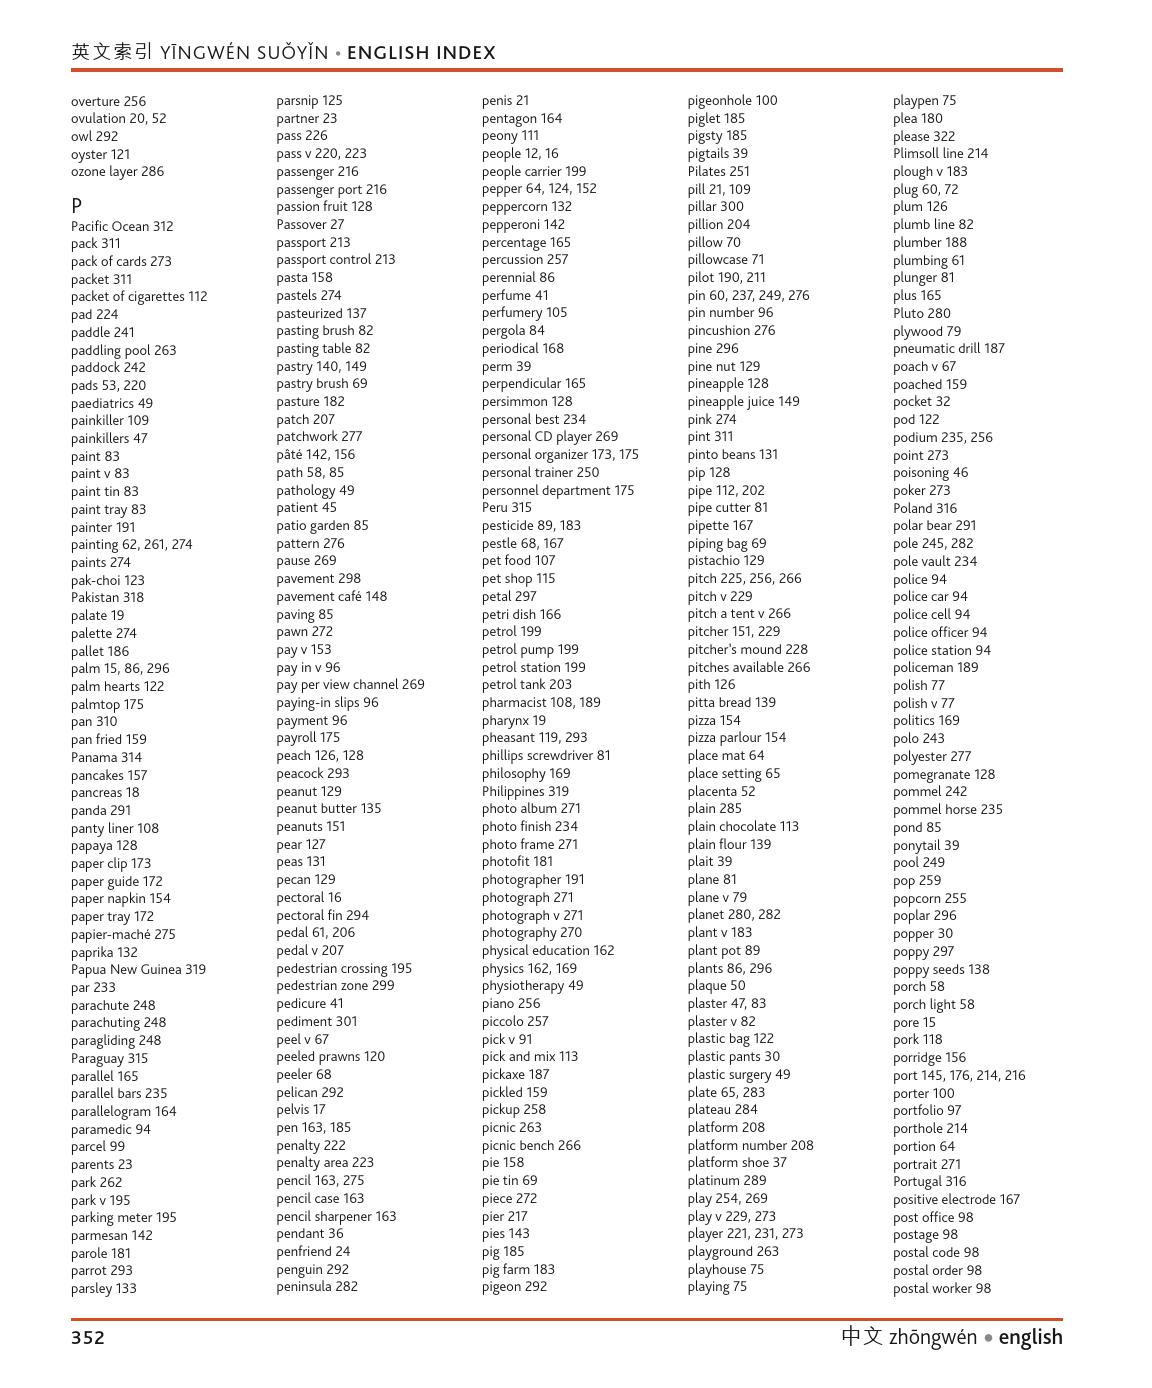 英文索引 YĪNGWÉN SUǑYǏN • ENGLISH INDEX
overture 256
ovulation 20, 52
owl 292
oyster 121
ozone layer 286
P
Pacific Ocean 312
pack 311
pack of cards 273
packet 311
packet of cigarettes 112
pad 224
paddle 241
paddling pool 263
paddock 242
pads 53, 220
paediatrics 49
painkiller 109
painkillers 47
paint 83
paint v 83
paint tin 83
paint tray 83
painter 191
painting 62, 261, 274
paints 274
pak-choi 123
Pakistan 318
palate 19
palette 274
pallet 186
palm 15, 86, 296
palm hearts 122
palmtop 175
pan 310
pan fried 159
Panama 314
pancakes 157
pancreas 18
panda 291
panty liner 108
papaya 128
paper clip 173
paper guide 172
paper napkin 154
paper tray 172
papier-maché 275
paprika 132
Papua New Guinea 319
par 233
parachute 248
parachuting 248
paragliding 248
Paraguay 315
parallel 165
parallel bars 235
parallelogram 164
paramedic 94
parcel 99
parents 23
park 262
park v 195
parking meter 195
parmesan 142
parole 181
parrot 293
parsley 133
parsnip 125
partner 23
pass 226
pass v 220, 223
passenger 216
passenger port 216
passion fruit 128
Passover 27
passport 213
passport control 213
pasta 158
pastels 274
pasteurized 137
pasting brush 82
pasting table 82
pastry 140, 149
pastry brush 69
pasture 182
patch 207
patchwork 277
pâté 142, 156
path 58, 85
pathology 49
patient 45
patio garden 85
pattern 276
pause 269
pavement 298
pavement café 148
paving 85
pawn 272
pay v 153
pay in v 96
pay per view channel 269
paying-in slips 96
payment 96
payroll 175
peach 126, 128
peacock 293
peanut 129
peanut butter 135
peanuts 151
pear 127
peas 131
pecan 129
pectoral 16
pectoral fin 294
pedal 61, 206
pedal v 207
pedestrian crossing 195
pedestrian zone 299
pedicure 41
pediment 301
peel v 67
peeled prawns 120
peeler 68
pelican 292
pelvis 17
pen 163, 185
penalty 222
penalty area 223
pencil 163, 275
pencil case 163
pencil sharpener 163
pendant 36
penfriend 24
penguin 292
peninsula 282
penis 21
pentagon 164
peony 111
people 12, 16
people carrier 199
pepper 64, 124, 152
peppercorn 132
pepperoni 142
percentage 165
percussion 257
perennial 86
perfume 41
perfumery 105
pergola 84
periodical 168
perm 39
perpendicular 165
persimmon 128
personal best 234
personal CD player 269
personal organizer 173, 175
personal trainer 250
personnel department 175
Peru 315
pesticide 89, 183
pestle 68, 167
pet food 107
pet shop 115
petal 297
petri dish 166
petrol 199
petrol pump 199
petrol station 199
petrol tank 203
pharmacist 108, 189
pharynx 19
pheasant 119, 293
phillips screwdriver 81
philosophy 169
Philippines 319
photo album 271
photo finish 234
photo frame 271
photofit 181
photographer 191
photograph 271
photograph v 271
photography 270
physical education 162
physics 162, 169
physiotherapy 49
piano 256
piccolo 257
pick v 91
pick and mix 113
pickaxe 187
pickled 159
pickup 258
picnic 263
picnic bench 266
pie 158
pie tin 69
piece 272
pier 217
pies 143
pig 185
pig farm 183
pigeon 292
pigeonhole 100
piglet 185
pigsty 185
pigtails 39
Pilates 251
pill 21, 109
pillar 300
pillion 204
pillow 70
pillowcase 71
pilot 190, 211
pin 60, 237, 249, 276
pin number 96
pincushion 276
pine 296
pine nut 129
pineapple 128
pineapple juice 149
pink 274
pint 311
pinto beans 131
pip 128
pipe 112, 202
pipe cutter 81
pipette 167
piping bag 69
pistachio 129
pitch 225, 256, 266
pitch v 229
pitch a tent v 266
pitcher 151, 229
pitcher's mound 228
pitches available 266
pith 126
pitta bread 139
pizza 154
pizza parlour 154
place mat 64
place setting 65
placenta 52
plain 285
plain chocolate 113
plain flour 139
plait 39
plane 81
plane v 79
planet 280, 282
plant v 183
plant pot 89
plants 86, 296
plaque 50
plaster 47, 83
plaster v 82
plastic bag 122
plastic pants 30
plastic surgery 49
plate 65, 283
plateau 284
platform 208
platform number 208
platform shoe 37
platinum 289
play 254, 269
play v 229, 273
player 221, 231, 273
playground 263
playhouse 75
playing 75
playpen 75
plea 180
please 322
Plimsoll line 214
plough v 183
plug 60, 72
plum 126
plumb line 82
plumber 188
plumbing 61
plunger 81
plus 165
Pluto 280
plywood 79
pneumatic drill 187
poach v 67
poached 159
pocket 32
pod 122
podium 235, 256
point 273
poisoning 46
poker 273
Poland 316
polar bear 291
pole 245, 282
pole vault 234
police 94
police car 94
police cell 94
police officer 94
police station 94
policeman 189
polish 77
polish v 77
politics 169
polo 243
polyester 277
pomegranate 128
pommel 242
pommel horse 235
pond 85
ponytail 39
pool 249
pop 259
popcorn 255
poplar 296
popper 30
poppy 297
poppy seeds 138
porch 58
porch light 58
pore 15
pork 118
porridge 156
port 145, 176, 214, 216
porter 100
portfolio 97
porthole 214
portion 64
portrait 271
Portugal 316
positive electrode 167
post office 98
postage 98
postal code 98
postal order 98
postal worker 98
352
中文 zhōngwén • english